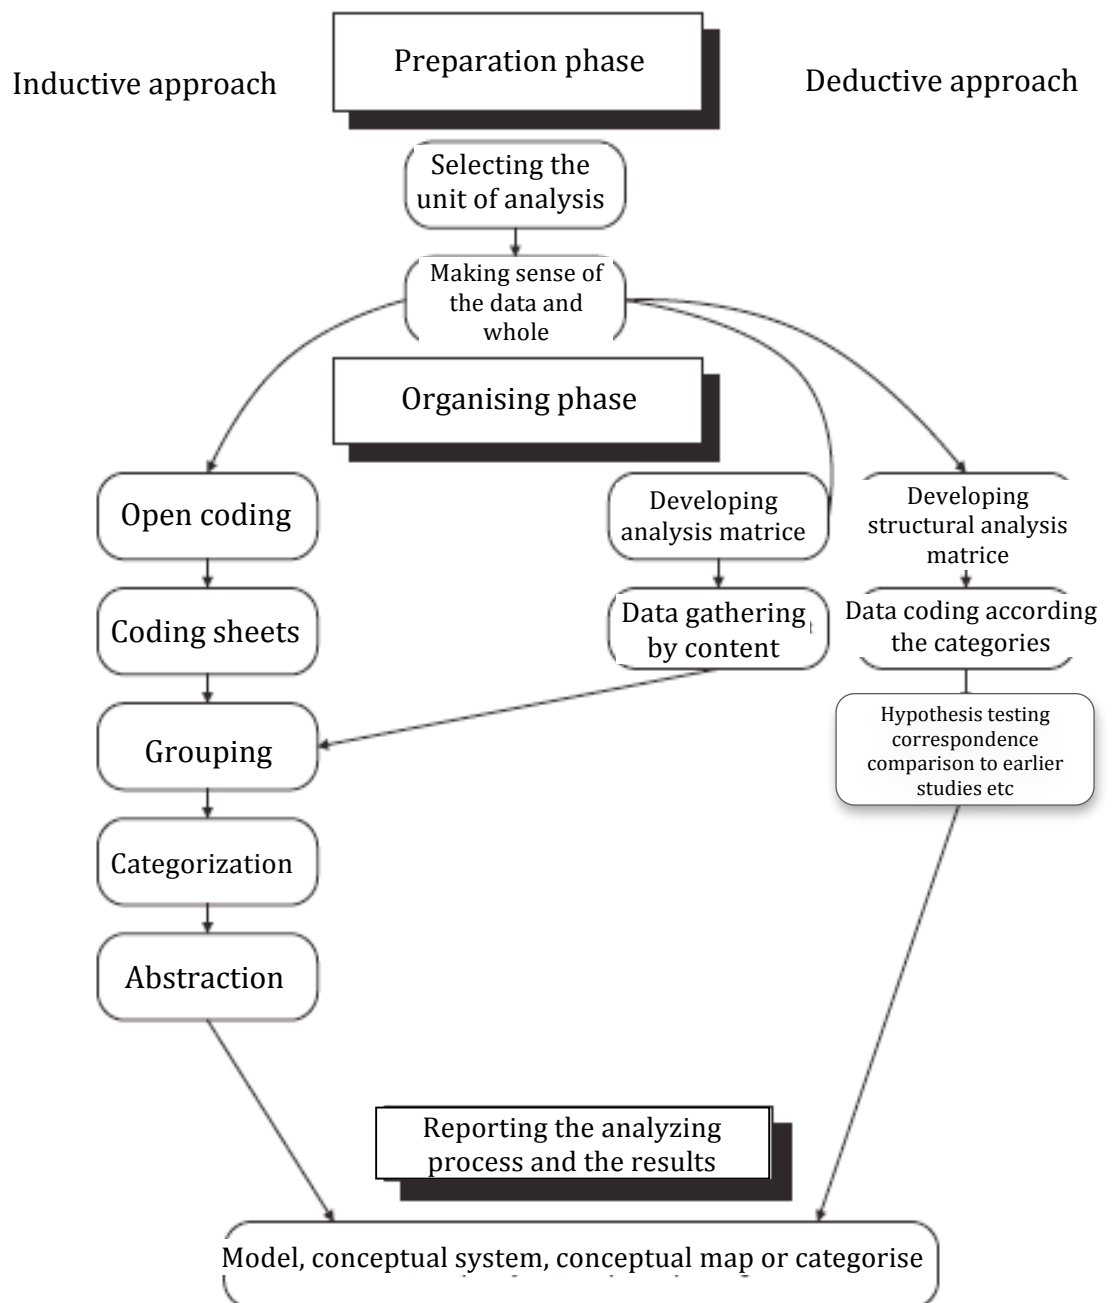 Preparation phase
Inductive approach
Deductive approach
Selecting the
unit of analysis
Making sense of
the data and
whole
Organising phase
Open coding
Developing
analysis matrice
Developing
structural analysis
matrice
Coding sheets
Data gathering
by content
Data coding according
the categories
Grouping
Hypothesis testing
correspondence
comparison to earlier
studies etc
Categorization
Abstraction
Reporting the analyzing
process and the results
Model, conceptual system, conceptual map or categorise